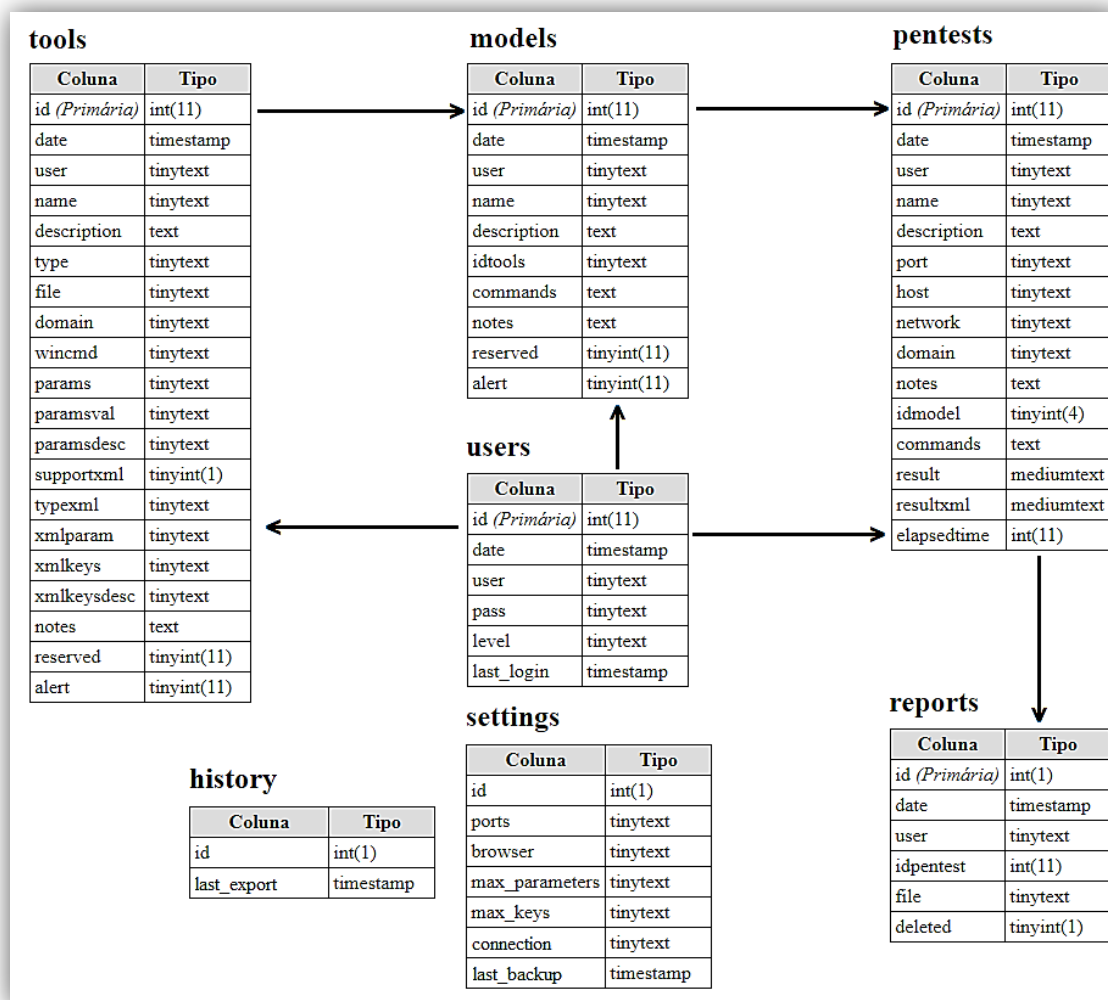 tools
Coluna Tipo
id (Primária) int(11)
date timestamp
user tinytext
name tinytext
description text
type tinytext
file tinytext
domain tinytext
wincmd tinytext
params tinytext
paramsval tinytext
paramsdesc tinytext
supportxml tinyint(1)
typexml tinytext
xmlparam tinytext
xmlkeys tinytext
xmlkeysdesc tinytext
notes text
reserved tinyint(11)
alert tinyint(11)
models
Coluna Tipo
id (Primária) int(11)
date timestamp
user tinytext
name tinytext
description text
idtools tinytext
commands text
notes text
reserved tinyint(11)
alert tinyint(11)
pentests
Coluna Tipo
id (Primária) int(11)
date timestamp
user tinytext
name tinytext
description text
port tinytext
host tinytext
network tinytext
domain tinytext
notes text
idmodel tinyint(4)
commands text
result mediumtext
resultxml mediumtext
elapsedtime int(11)
users
Coluna Tipo
id (Primária) int(11)
date timestamp
user tinytext
pass tinytext
level tinytext
last_login timestamp
history
Coluna Tipo
id int(1)
last_export timestamp
settings
Coluna Tipo
id int(1)
ports tinytext
browser tinytext
max_parameters tinytext
max_keys tinytext
connection tinytext
last_backup timestamp
reports
Coluna Tipo
id (Primária) int(1)
date timestamp
user tinytext
idpentest int(11)
file tinytext
deleted tinyint(1)